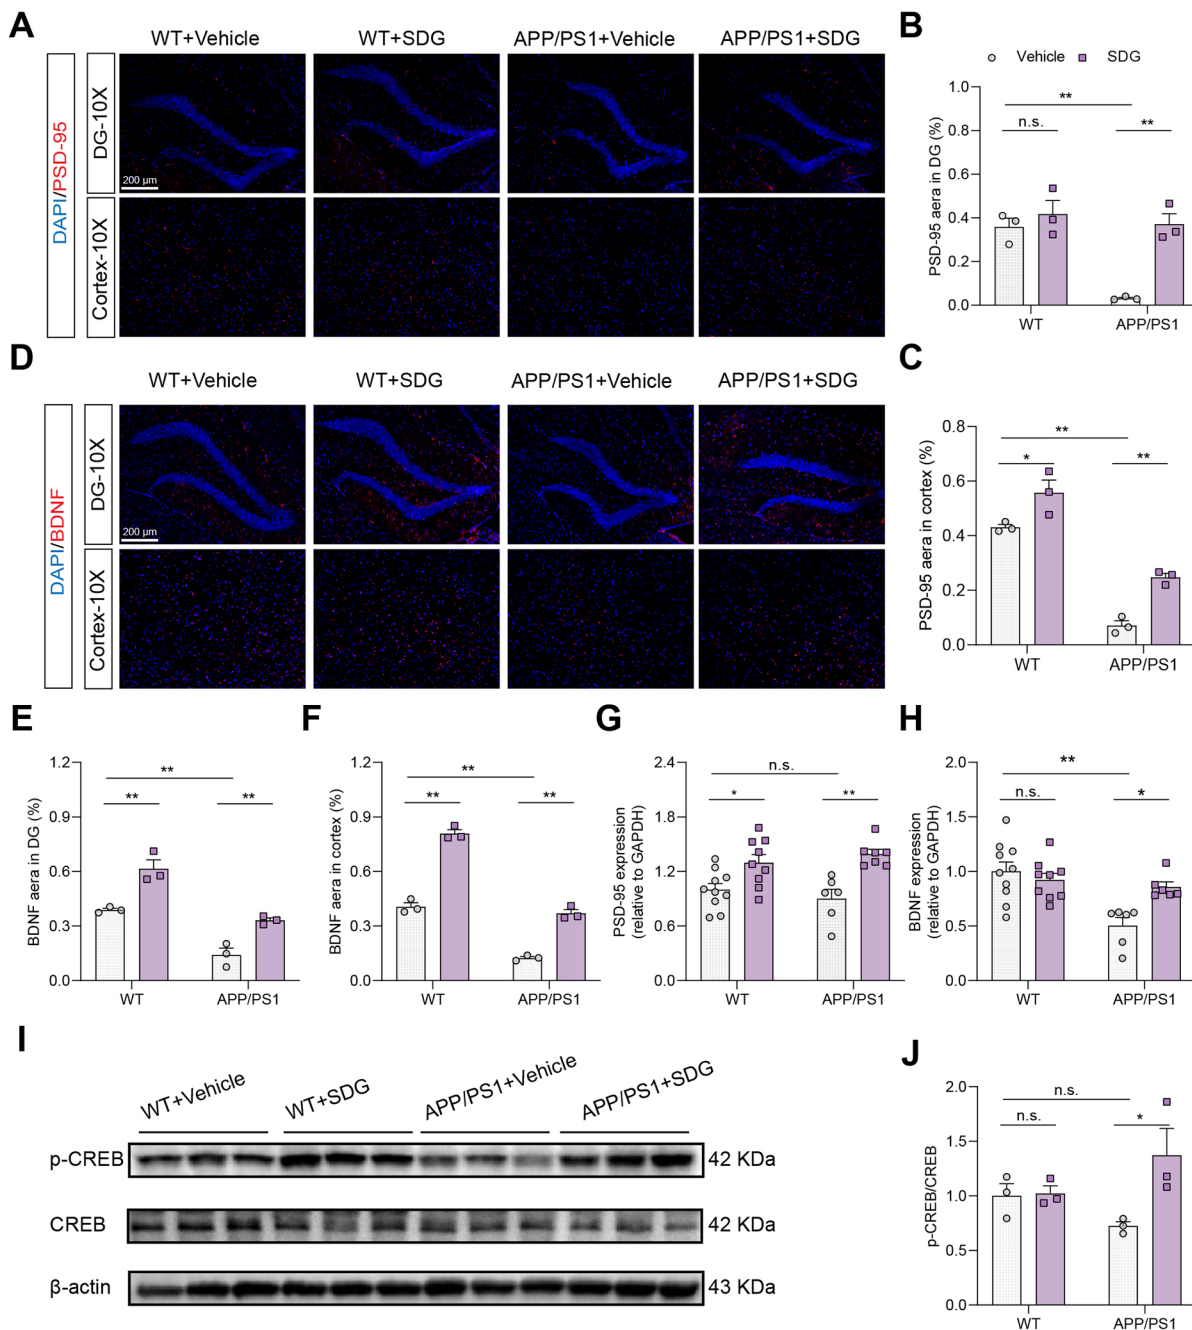 A
WT+Vehicle
WT+SDG
APP/PS1+Vehicle
APP/PS1+SDG
DAPI/PSD-95
DG-10X
Cortex-10X
200 µm
B
Vehicle
SDG
PSD-95 aera in DG (%)
1.0
0.8
0.6
0.4
0.2
0.0
**
n.s.
**
WT
APP/PS1
D
WT+Vehicle
WT+SDG
APP/PS1+Vehicle
APP/PS1+SDG
DAPI/BDNF
DG-10X
Cortex-10X
200 µm
C
PSD-95 aera in cortex (%)
0.8
0.6
0.4
0.2
0.0
**
*
**
WT
APP/PS1
E
BDNF aera in DG (%)
1.2
0.9
0.6
0.3
0.0
**
**
**
WT
APP/PS1
F
BDNF aera in cortex (%)
1.2
0.9
0.6
0.3
0.0
**
**
**
WT
APP/PS1
G
PSD-95 expression
(relative to GAPDH)
2.4
1.8
1.2
0.6
0.0
n.s.
*
**
WT
APP/PS1
H
BDNF expression
(relative to GAPDH)
2.0
1.5
1.0
0.5
0.0
**
n.s.
*
WT
APP/PS1
I
WT+Vehicle
WT+SDG
APP/PS1+Vehicle
APP/PS1+SDG
p-CREB
42 KDa
CREB
42 KDa
β-actin
43 KDa
J
p-CREB/CREB
2.0
1.5
1.0
0.5
0.0
n.s.
n.s.
*
WT
APP/PS1